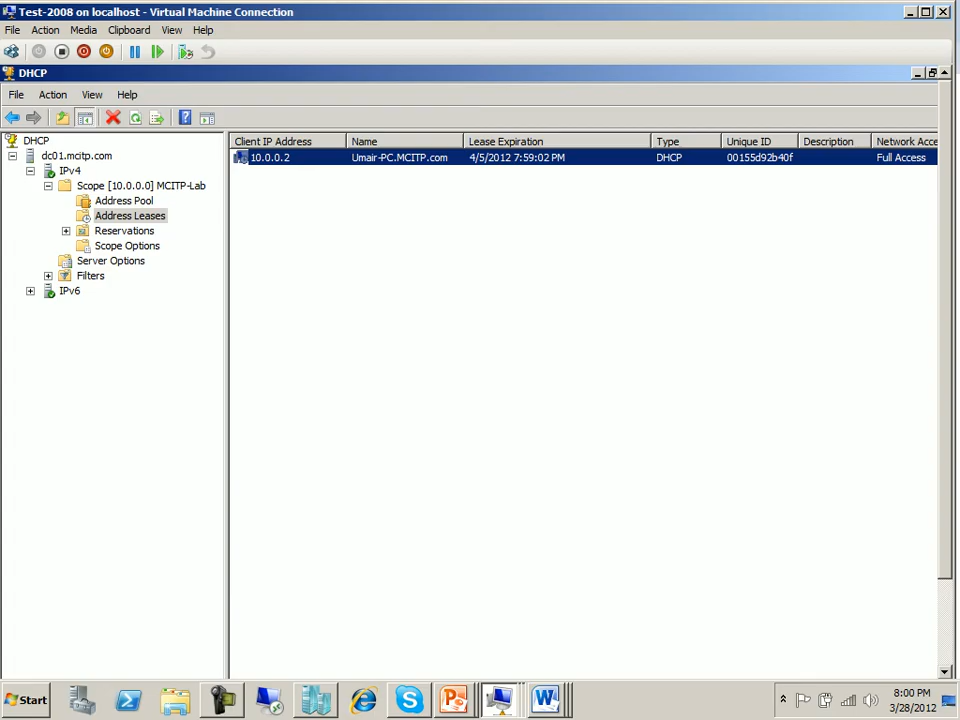 Test-2008 on localhost - Virtual Machine Connection
File Action Media Clipboard View Help
DHCP
File Action View Help
DHCP
dc01.mcitp.com
IPv4
Scope [10.0.0.0] MCITP-Lab
Address Pool
Address Leases
Reservations
Scope Options
Server Options
Filters
IPv6
Client IP Address Name Lease Expiration Type Unique ID Description Network Acce
10.0.0.2 Umair-PC.MCITP.com 4/5/2012 7:59:02 PM DHCP 00155d92b40f Full Access
Start
8:00 PM
3/28/2012